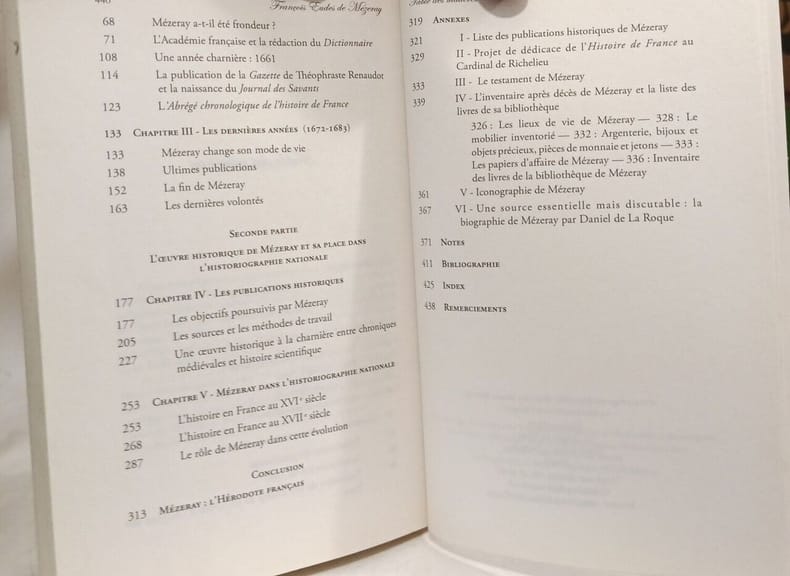 440
François Eudes de Mézeray
68 Mézeray a-t-il été frondeur ?
71 L'Académie française et la rédaction du Dictionnaire
108 Une année charnière : 1661
114 La publication de la Gazette de Théophraste Renaudot
et la naissance du Journal des Savants
123 L'Abrégé chronologique de l'histoire de France
133 Chapitre III - Les dernières années (1672-1683)
133 Mézeray change son mode de vie
138 Ultimes publications
152 La fin de Mézeray
163 Les dernières volontés
Seconde partie
L'œuvre historique de Mézeray et sa place dans
l'historiographie nationale
177 Chapitre IV - Les publications historiques
177 Les objectifs poursuivis par Mézeray
205 Les sources et les méthodes de travail
227 Une œuvre historique à la charnière entre chroniques
médiévales et histoire scientifique
253 Chapitre V - Mézeray dans l'historiographie nationale
253 L'histoire en France au XVIe siècle
268 L'histoire en France au XVIIe siècle
287 Le rôle de Mézeray dans cette évolution
Conclusion
313 Mézeray : l'Hérodote français
Table des matières
319 Annexes
321 I - Liste des publications historiques de Mézeray
329 II - Projet de dédicace de l'Histoire de France au
Cardinal de Richelieu
333 III - Le testament de Mézeray
339 IV - L'inventaire après décès de Mézeray et la liste des
livres de sa bibliothèque
326 : Les lieux de vie de Mézeray — 328 : Le
mobilier inventorié — 332 : Argenterie, bijoux et
objets précieux, pièces de monnaie et jetons — 333 :
Les papiers d'affaire de Mézeray — 336 : Inventaire
des livres de la bibliothèque de Mézeray
361 V - Iconographie de Mézeray
367 VI - Une source essentielle mais discutable : la
biographie de Mézeray par Daniel de La Roque
371 Notes
411 Bibliographie
425 Index
438 Remerciements